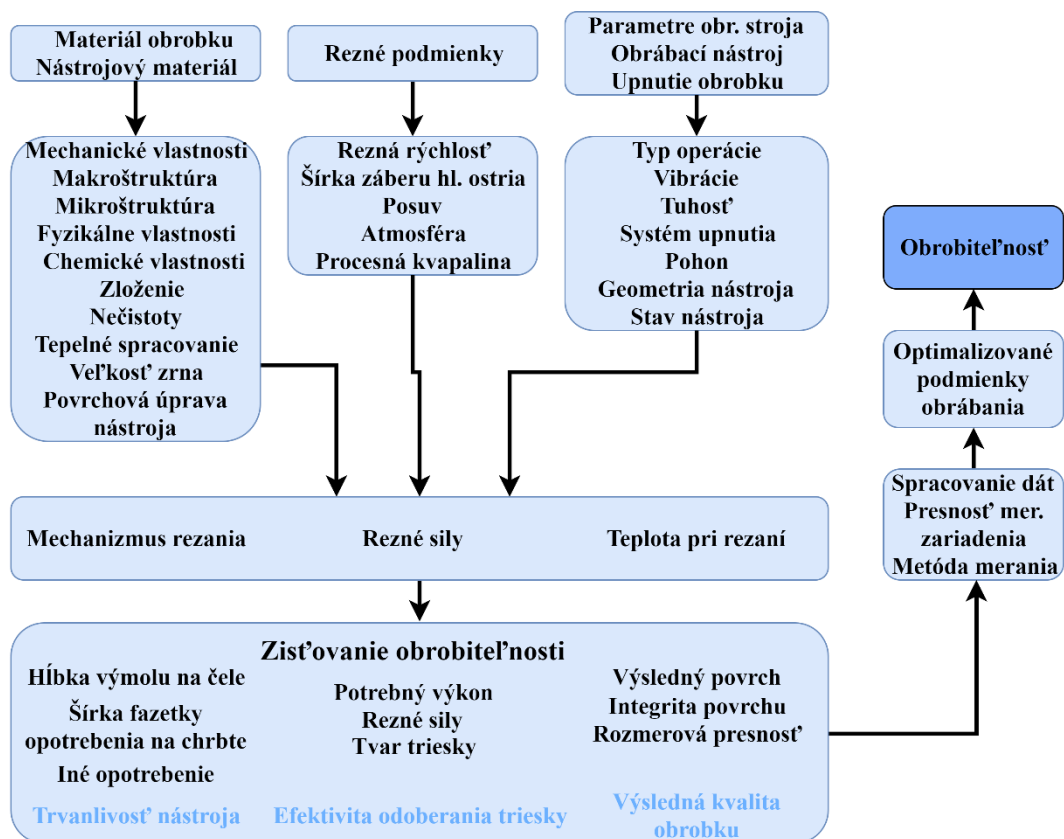 Materiál obrobku
Nástrojový materiál
Rezné podmienky
Parametre obr. stroja
Obrábací nástroj
Upnutie obrobku
Mechanické vlastnosti
Makroštruktúra
Mikroštruktúra
Fyzikálne vlastnosti
Chemické vlastnosti
Zloženie
Nečistoty
Tepelné spracovanie
Veľkosť zrna
Povrchová úprava
nástroja
Rezná rýchlosť
Šírka záberu hl. ostria
Posuv
Atmosféra
Procesná kvapalina
Typ operácie
Vibrácie
Tuhosť
Systém upnutia
Pohon
Geometria nástroja
Stav nástroja
Mechanizmus rezania
Rezné sily
Teplota pri rezaní
Zisťovanie obrobiteľnosti
Hĺbka výmolu na čele
Šírka fazetky
opotrebenia na chrbte
Iné opotrebenie
Trvanlivosť nástroja
Potrebný výkon
Rezné sily
Tvar triesky
Efektivita odoberania triesky
Výsledný povrch
Integrita povrchu
Rozmerová presnosť
Výsledná kvalita
obrobku
Spracovanie dát
Presnosť mer.
zariadenia
Metóda merania
Optimalizované
podmienky
obrábania
Obrobiteľnosť